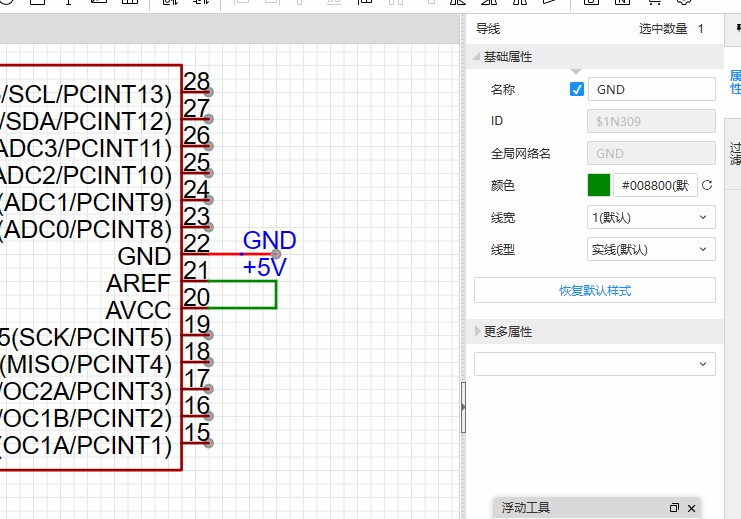 导线 选中数量 1
基础属性
名称 GND
ID $1N309
全局网络名 GND
颜色 #008800(默
线宽 1(默认)
线型 实线(默认)
恢复默认样式
更多属性
浮动工具
属性
过滤
/SCL/PCINT13) 28
/SDA/PCINT12) 27
ADC3/PCINT11) 26
ADC2/PCINT10) 25
(ADC1/PCINT9) 24
(ADC0/PCINT8) 23
GND 22 GND
AREF 21 +5V
AVCC 20
5(SCK/PCINT5) 19
(MISO/PCINT4) 18
/OC2A/PCINT3) 17
/OC1B/PCINT2) 16
(OC1A/PCINT1) 15